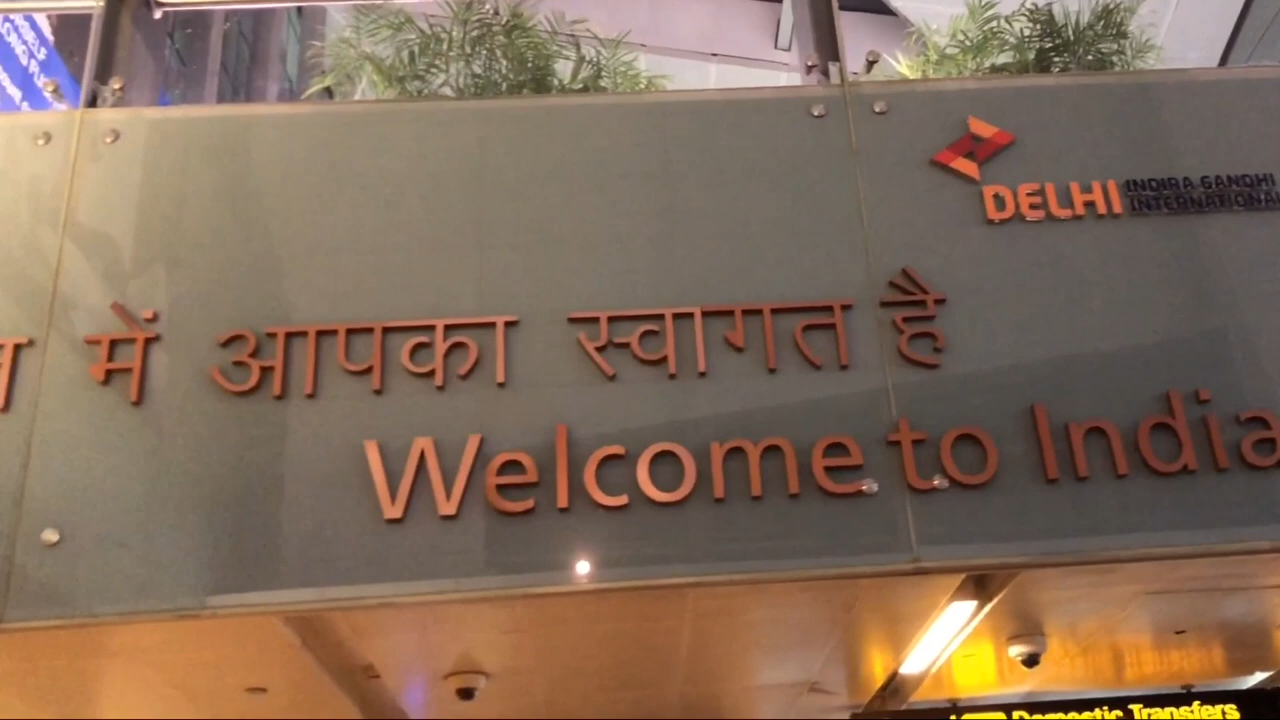 DELHI INDIRA GANDHI
INTERNATIONAL
में आपका स्वागत है
Welcome to India
Domestic Transfers